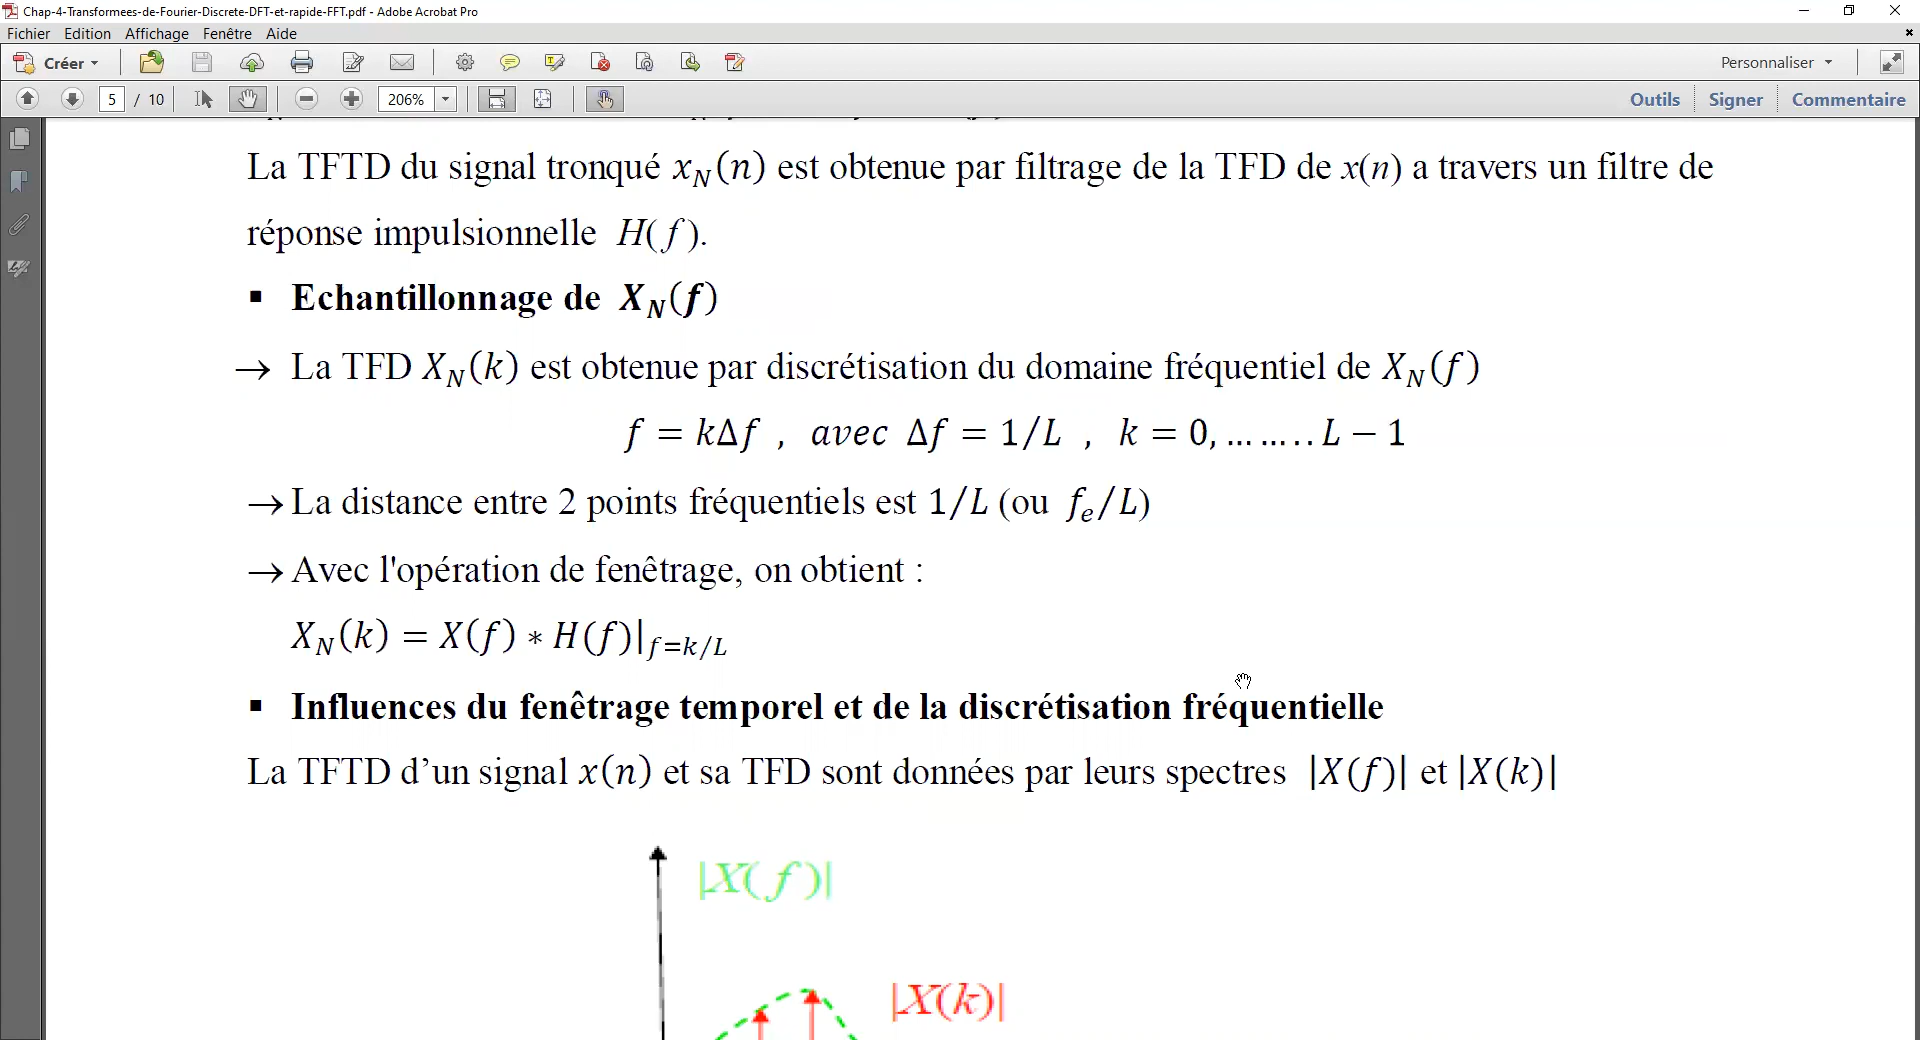 Chap-4-Transformees-de-Fourier-Discrete-DFT-et-rapide-FFT.pdf - Adobe Acrobat Pro
Fichier Edition Affichage Fenêtre Aide
Créer Personnaliser
5 / 10 206% Outils Signer Commentaire
La TFTD du signal tronqué x_N(n) est obtenue par filtrage de la TFD de x(n) a travers un filtre de
réponse impulsionnelle H(f).
▪ Echantillonnage de X_N(f)
→ La TFD X_N(k) est obtenue par discrétisation du domaine fréquentiel de X_N(f)
f = kΔf , avec Δf = 1/L , k = 0, ... ... . . L − 1
→ La distance entre 2 points fréquentiels est 1/L (ou f_e/L)
→ Avec l'opération de fenêtrage, on obtient :
X_N(k) = X(f) ∗ H(f)|_{f=k/L}
▪ Influences du fenêtrage temporel et de la discrétisation fréquentielle
La TFTD d’un signal x(n) et sa TFD sont données par leurs spectres |X(f)| et |X(k)|
|X(f)|
|X(k)|